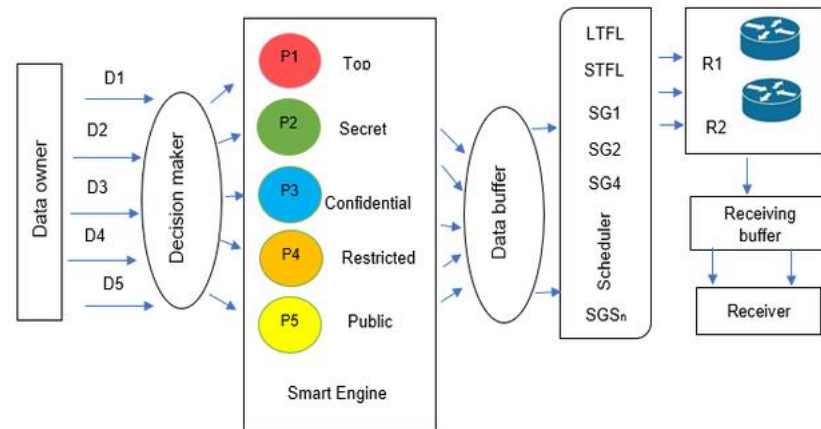 Data owner
D1
D2
D3
D4
D5
Decision maker
P1 Top
P2 Secret
P3 Confidential
P4 Restricted
P5 Public
Smart Engine
Data buffer
LTFL
STFL
SG1
SG2
SG4
Scheduler
SGSn
R1
R2
Receiving
buffer
Receiver